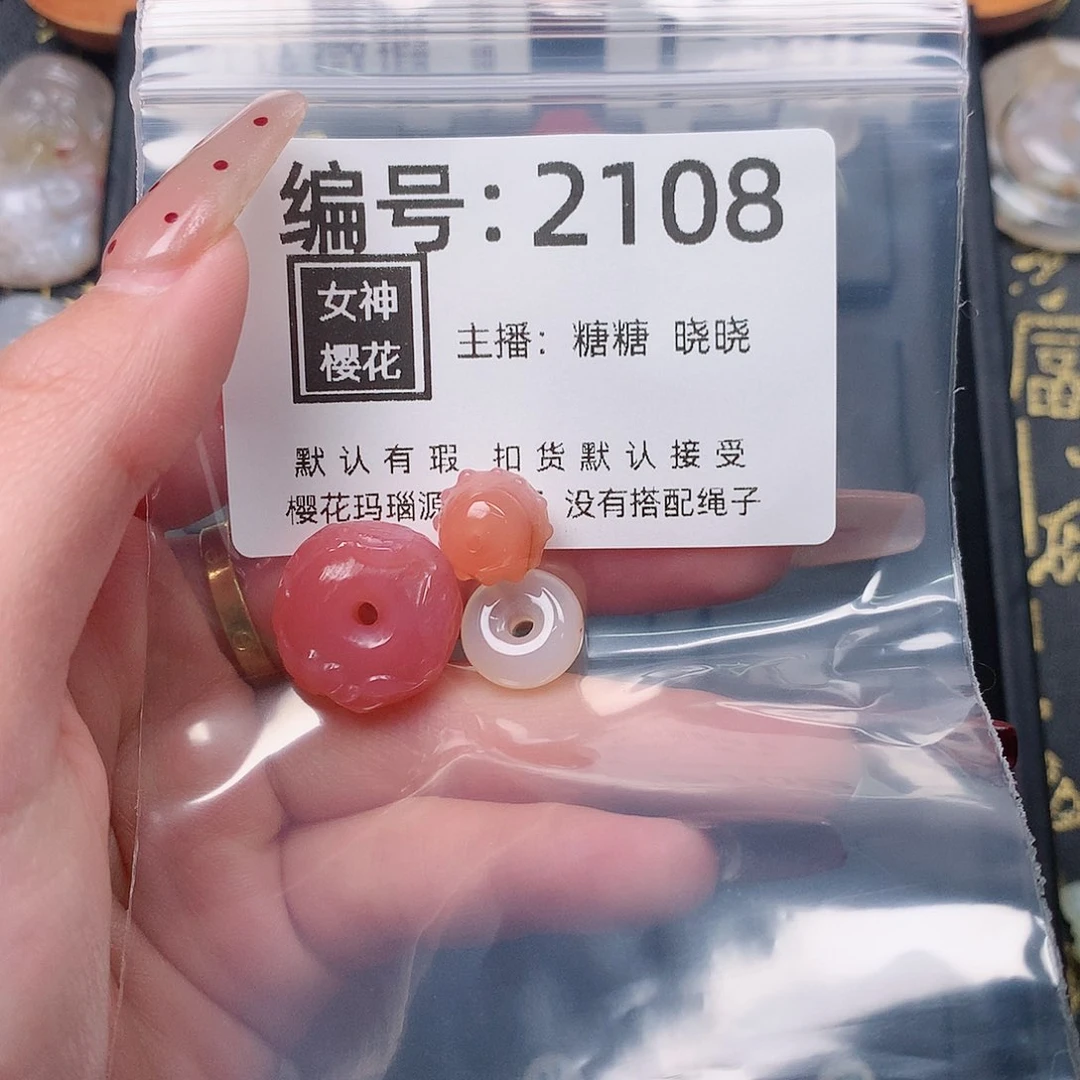 编号:2108
女神
樱花
主播: 糖糖 晓晓
默认有瑕 扣货默认接受
樱花玛瑙源 没有搭配绳子